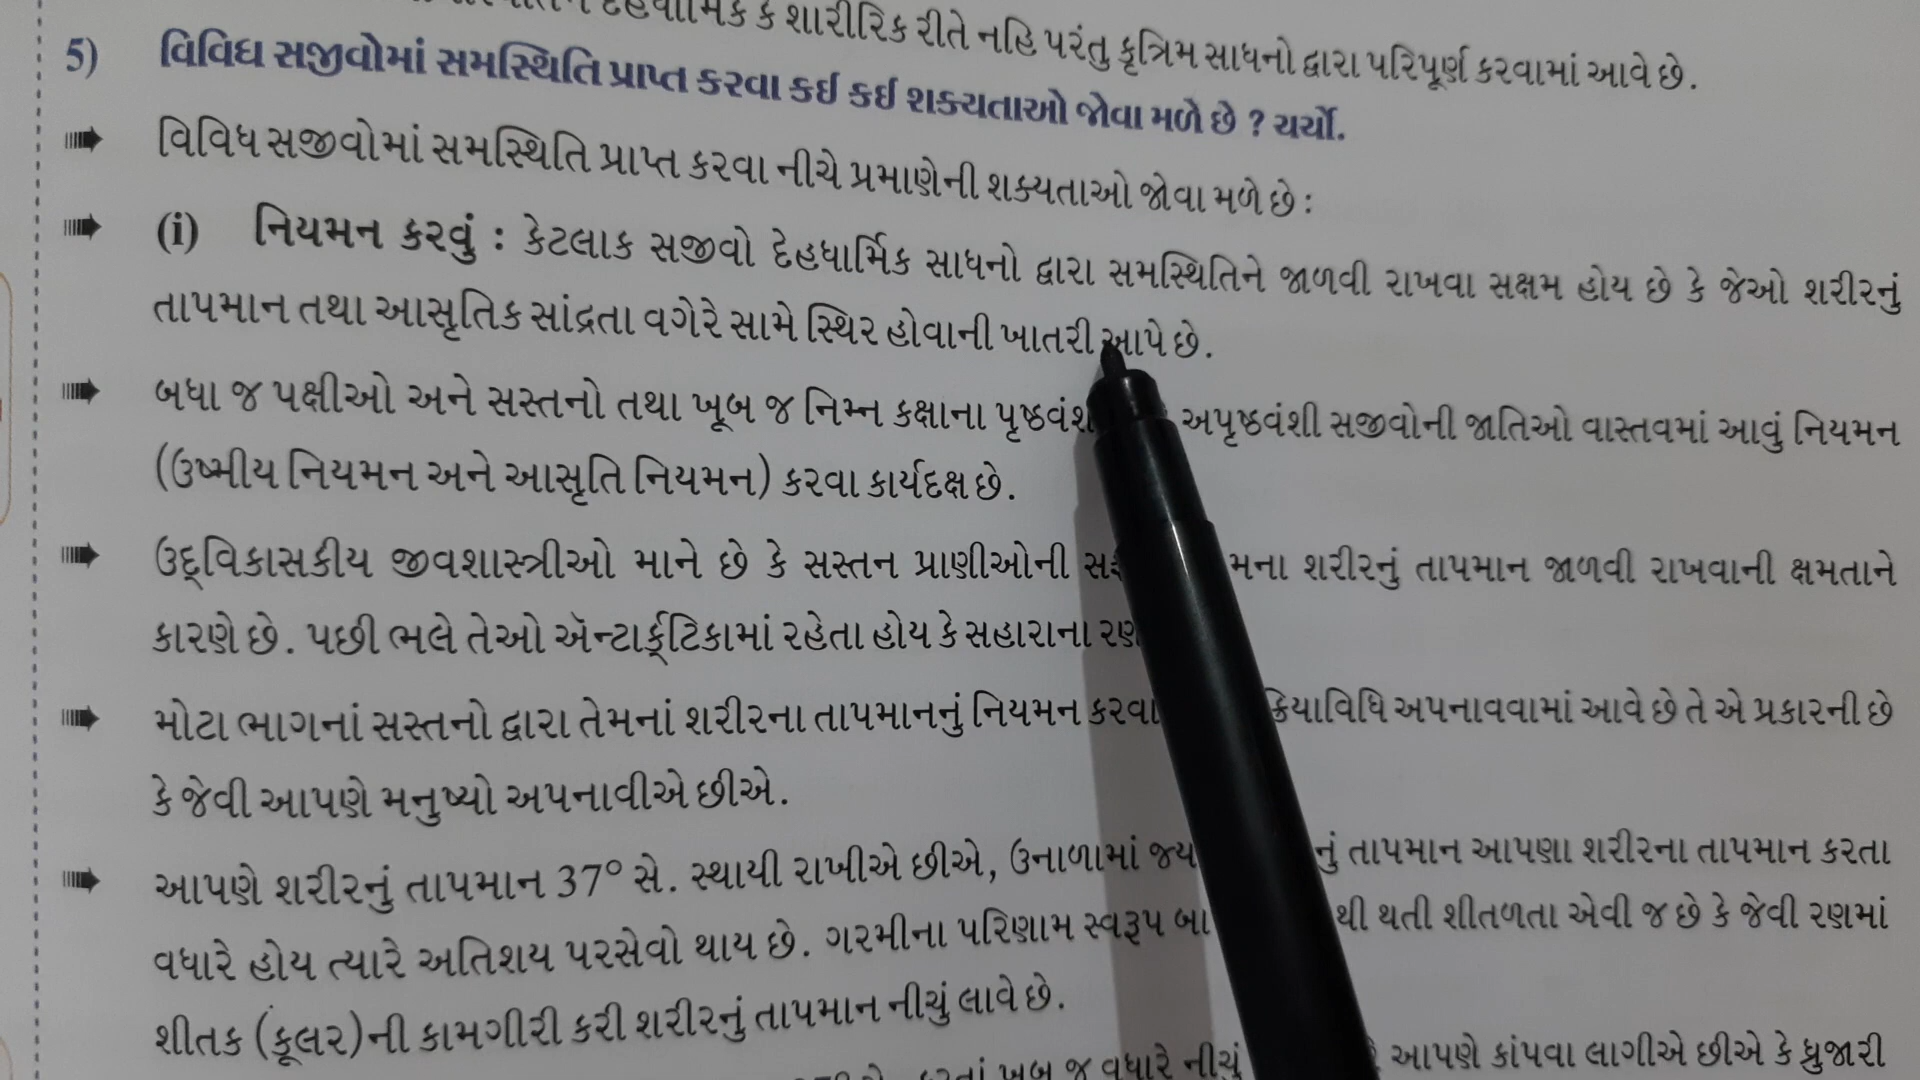 દેહધાર્મિક કે શારીરિક રીતે નહિ પરંતુ કૃત્રિમ સાધનો દ્વારા પરિપૂર્ણ કરવામાં આવે છે.
5) વિવિધ સજીવોમાં સમસ્થિતિ પ્રાપ્ત કરવા કઈ કઈ શક્યતાઓ જોવા મળે છે ? ચર્ચો.
વિવિધ સજીવોમાં સમસ્થિતિ પ્રાપ્ત કરવા નીચે પ્રમાણેની શક્યતાઓ જોવા મળે છે :
(i) નિયમન કરવું : કેટલાક સજીવો દેહધાર્મિક સાધનો દ્વારા સમસ્થિતિને જાળવી રાખવા સક્ષમ હોય છે કે જેઓ શરીરનું
તાપમાન તથા આસૃતિક સાંદ્રતા વગેરે સામે સ્થિર હોવાની ખાતરી આપે છે.
બધા જ પક્ષીઓ અને સસ્તનો તથા ખૂબ જ નિમ્ન કક્ષાના અપૃષ્ઠવંશી સજીવોની જાતિઓ વાસ્તવમાં આવું નિયમન
(ઉષ્મીય નિયમન અને આસૃતિ નિયમન) કરવા કાર્યદક્ષ છે.
ઉદ્દવિકાસકીય જીવશાસ્ત્રીઓ માને છે કે સસ્તન પ્રાણીઓની શરીરનું તાપમાન જાળવી રાખવાની ક્ષમતાને
કારણે છે. પછી ભલે તેઓ ઍન્ટાર્ક્ટિકામાં રહેતા હોય કે સહારાના
મોટા ભાગનાં સસ્તનો દ્વારા તેમનાં શરીરના તાપમાનનું નિયમન કરવા અપનાવવામાં આવે છે તે એ પ્રકારની છે
કે જેવી આપણે મનુષ્યો અપનાવીએ છીએ.
આપણે શરીરનું તાપમાન 37° સે. સ્થાયી રાખીએ છીએ, ઉનાળામાં તાપમાન આપણા શરીરના તાપમાન કરતા
વધારે હોય ત્યારે અતિશય પરસેવો થાય છે. ગરમીના પરિણામ સ્વરૂપ થતી શીતળતા એવી જ છે કે જેવી રણમાં
શીતક (કૂલર)ની કામગીરી કરી શરીરનું તાપમાન નીચું લાવે છે.
ખૂબ જ વધારે નીચું આપણે કાંપવા લાગીએ છીએ કે ધ્રુજારી